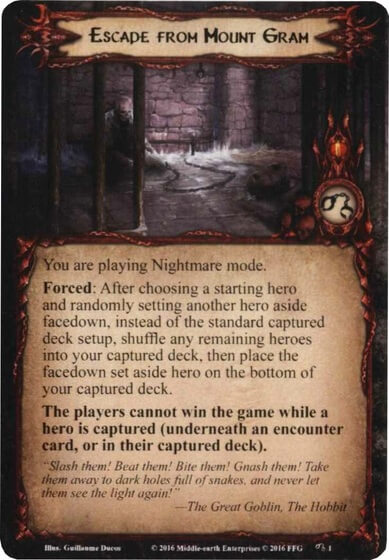 Escape from Mount Gram
You are playing Nightmare mode.
Forced: After choosing a starting hero
and randomly setting another hero aside
facedown, instead of the standard captured
deck setup, shuffle any remaining heroes
into your captured deck, then place the
facedown set aside hero on the bottom of
your captured deck.
The players cannot win the game while a
hero is captured (underneath an encounter
card, or in their captured deck).
“Slash them! Beat them! Bite them! Gnash them! Take
them away to dark holes full of snakes, and never let
them see the light again!”
—The Great Goblin, The Hobbit
Illus. Guillaume Ducos © 2016 Middle-earth Enterprises © 2016 FFG 1